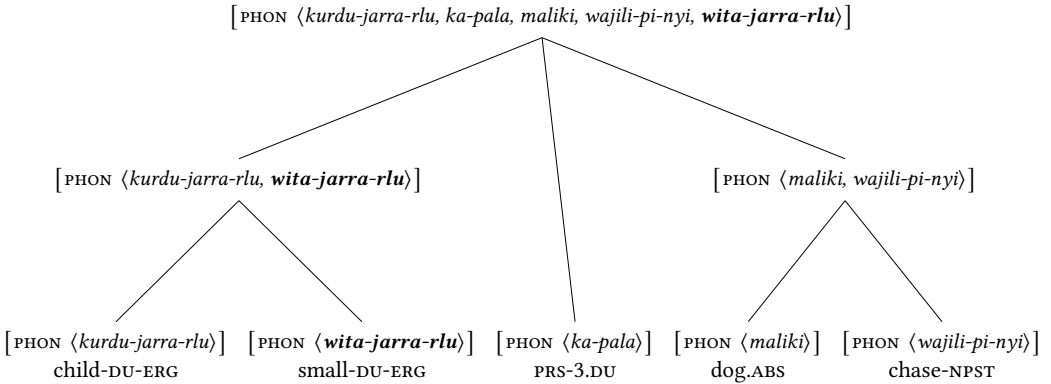 [PHON ⟨kurdu-jarra-rlu, ka-pala, maliki, wajili-pi-nyi, wita-jarra-rlu⟩]
[PHON ⟨kurdu-jarra-rlu, wita-jarra-rlu⟩] [PHON ⟨maliki, wajili-pi-nyi⟩]
[PHON ⟨kurdu-jarra-rlu⟩] [PHON ⟨wita-jarra-rlu⟩] [PHON ⟨ka-pala⟩] [PHON ⟨maliki⟩] [PHON ⟨wajili-pi-nyi⟩]
child-DU-ERG small-DU-ERG PRS-3.DU dog.ABS chase-NPST